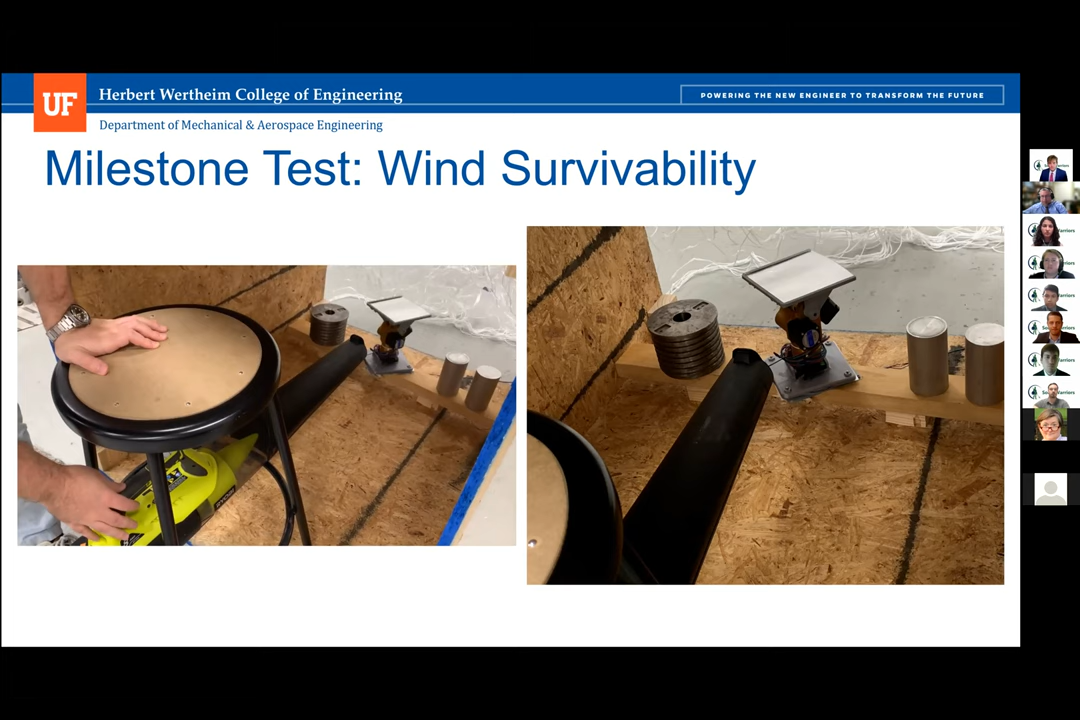 UF
Herbert Wertheim College of Engineering
POWERING THE NEW ENGINEER TO TRANSFORM THE FUTURE
Department of Mechanical & Aerospace Engineering
Milestone Test: Wind Survivability